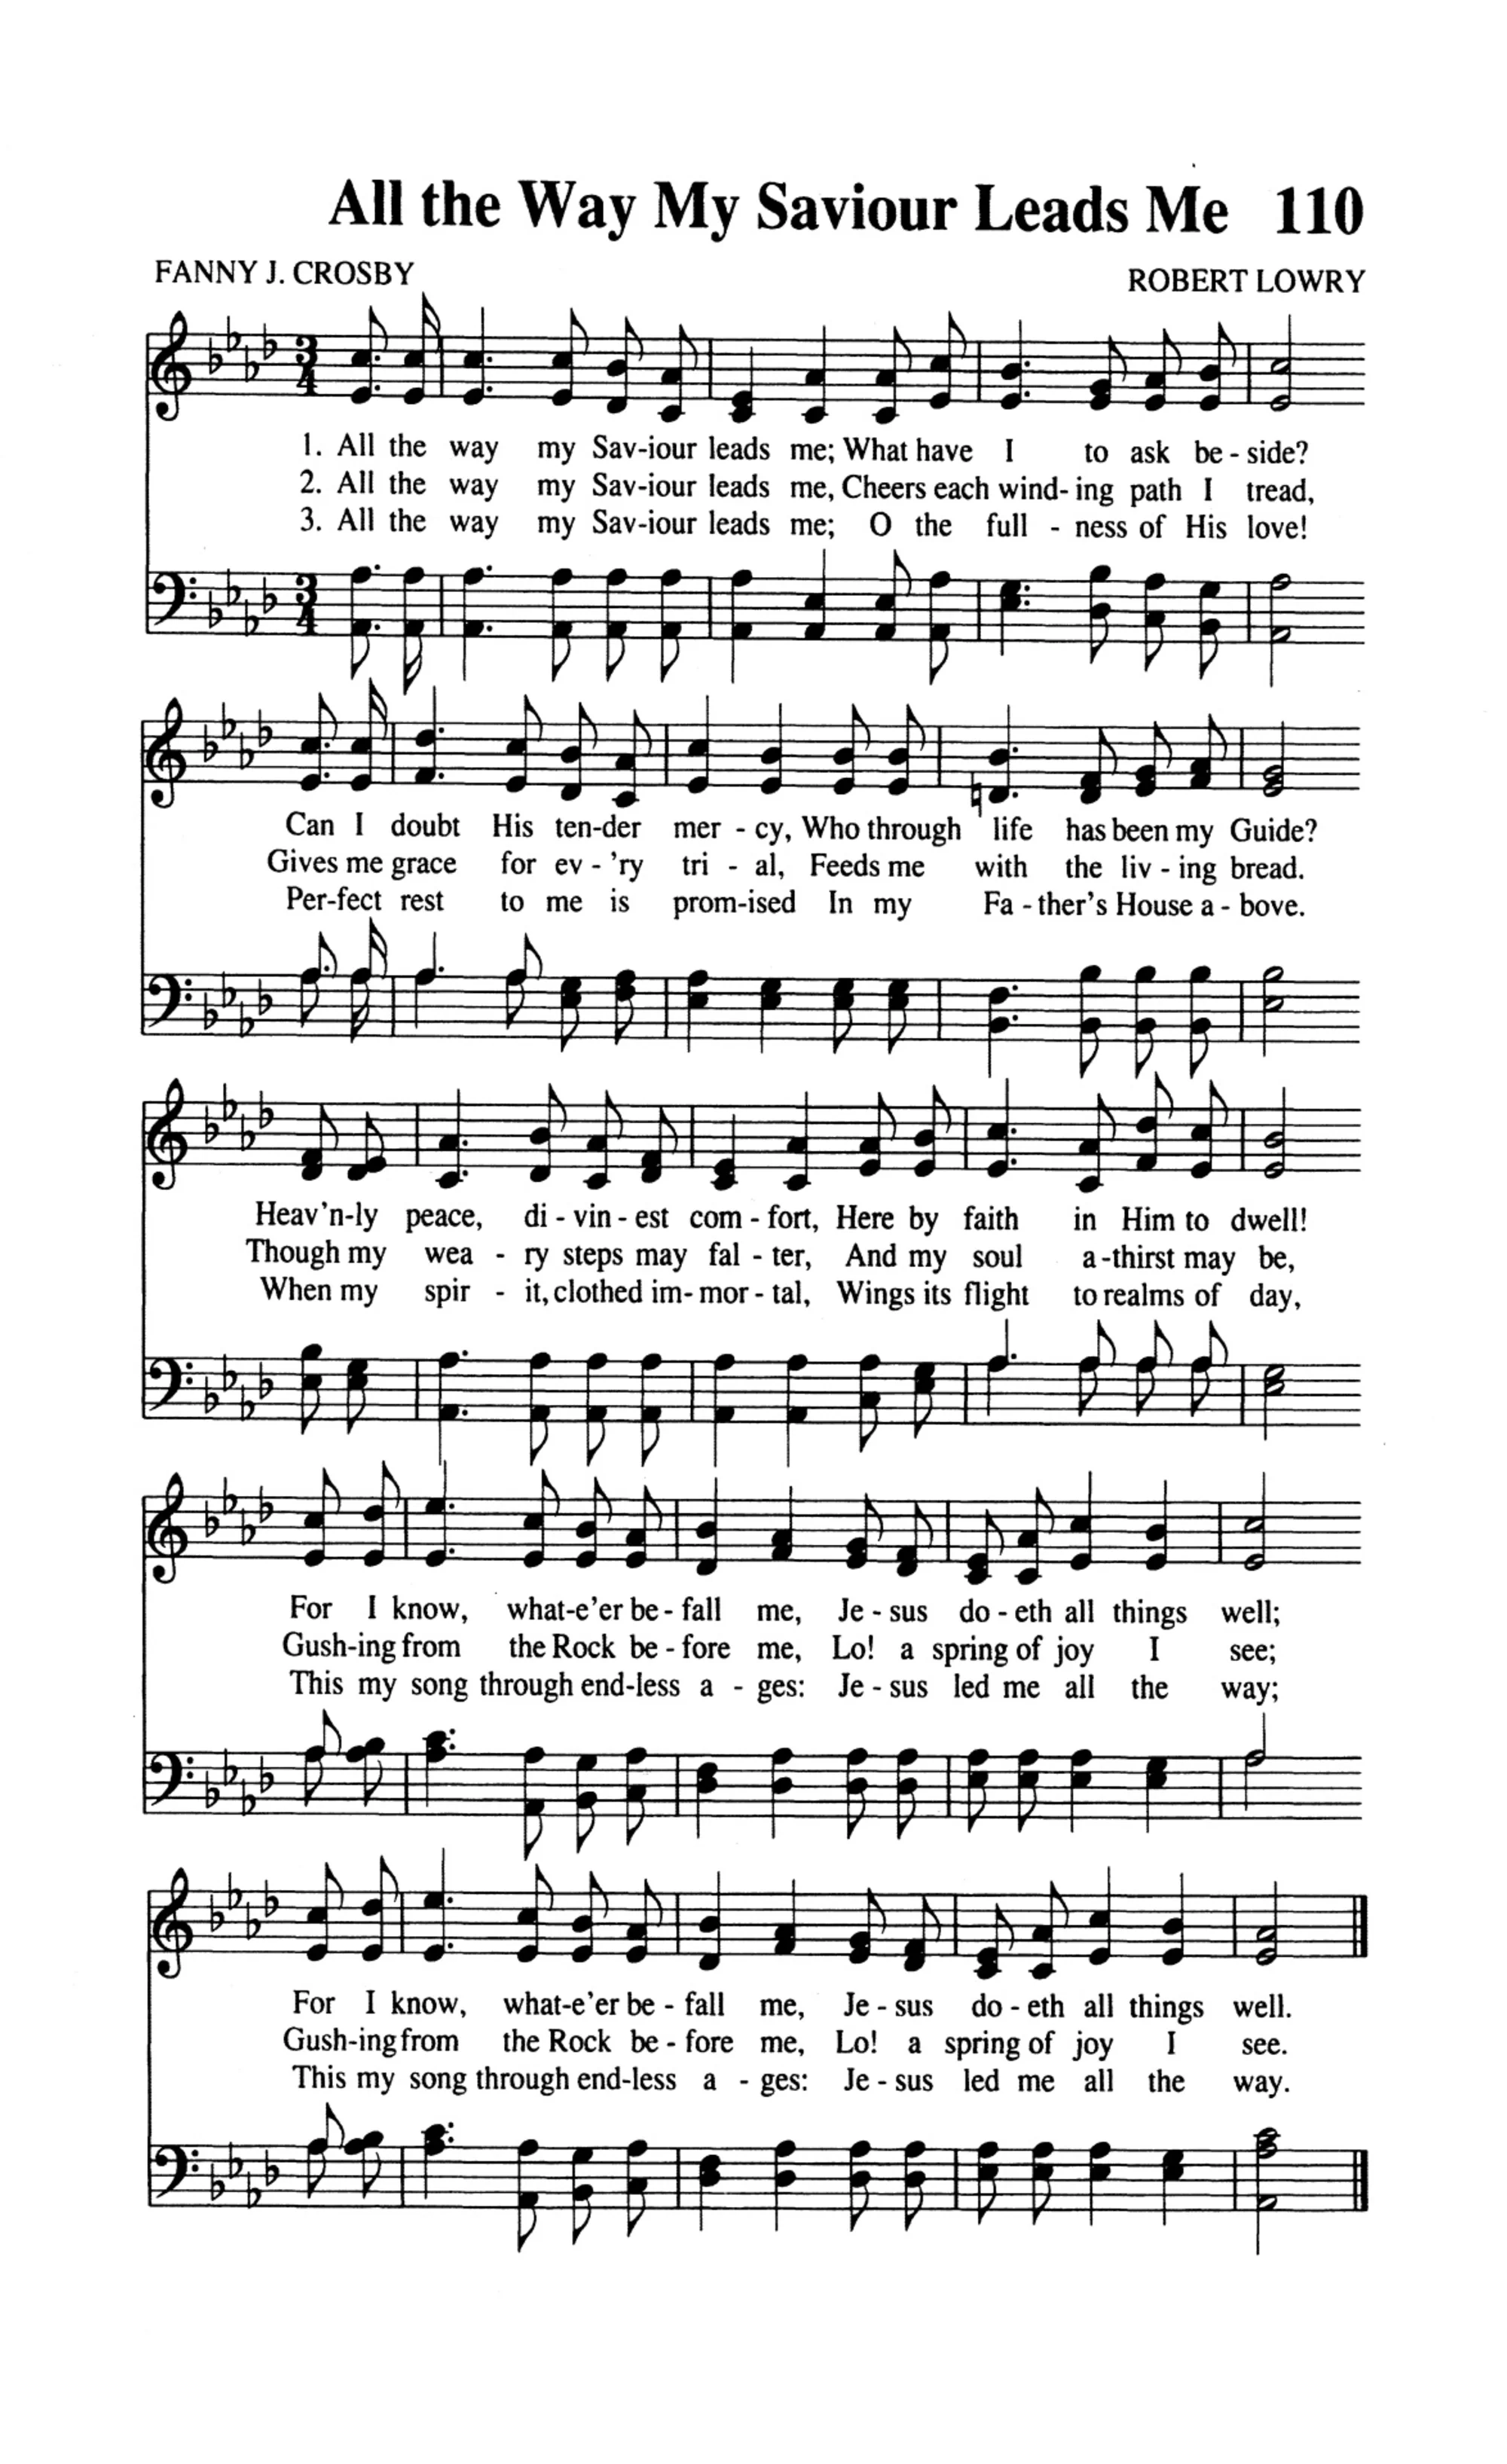 All the Way My Saviour Leads Me 110
FANNY J. CROSBY ROBERT LOWRY
3 4
1. All the way my Sav-iour leads me; What have I to ask be - side?
2. All the way my Sav-iour leads me, Cheers each wind- ing path I tread,
3. All the way my Sav-iour leads me; O the full - ness of His love!
3 4
Can I doubt His ten-der mer - cy, Who through life has been my Guide?
Gives me grace for ev - 'ry tri - al, Feeds me with the liv - ing bread.
Per-fect rest to me is prom-ised In my Fa - ther's House a - bove.
Heav'n-ly peace, di - vin - est com - fort, Here by faith in Him to dwell!
Though my wea - ry steps may fal - ter, And my soul a -thirst may be,
When my spir - it, clothed im- mor - tal, Wings its flight to realms of day,
For I know, what-e'er be - fall me, Je - sus do - eth all things well;
Gush-ing from the Rock be - fore me, Lo! a spring of joy I see;
This my song through end-less a - ges: Je - sus led me all the way;
For I know, what-e'er be - fall me, Je - sus do - eth all things well.
Gush-ing from the Rock be - fore me, Lo! a spring of joy I see.
This my song through end-less a - ges: Je - sus led me all the way.